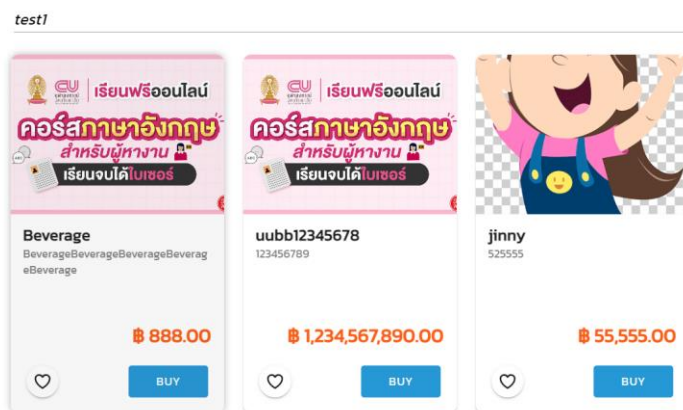 test1
CU
เรียนฟรีออนไลน์
คอร์สภาษาอังกฤษ
สำหรับผู้หางาน
เรียนจบได้ใบเซอร์
Beverage
BeverageBeverageBeverageBeverag
eBeverage
฿ 888.00
BUY
CU
เรียนฟรีออนไลน์
คอร์สภาษาอังกฤษ
สำหรับผู้หางาน
เรียนจบได้ใบเซอร์
uubb12345678
123456789
฿ 1,234,567,890.00
BUY
jinny
525555
฿ 55,555.00
BUY